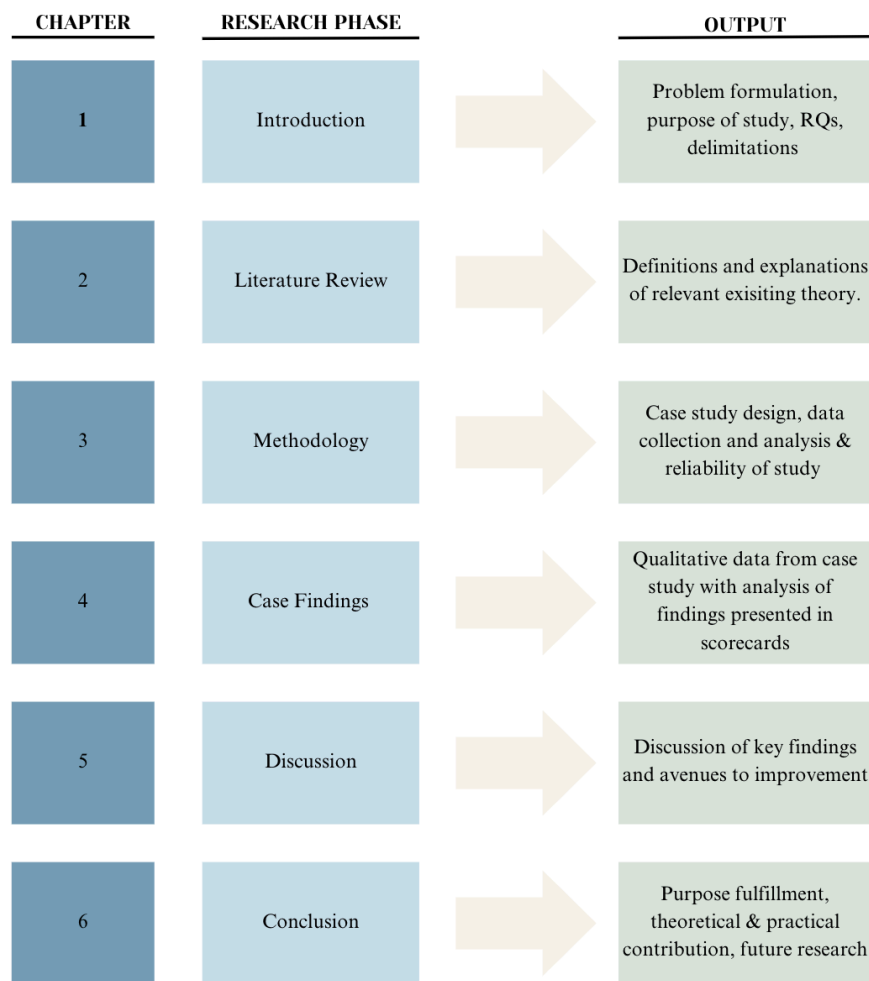 CHAPTER
RESEARCH PHASE
OUTPUT
1
Introduction
Problem formulation,
purpose of study, RQs,
delimitations
2
Literature Review
Definitions and explanations
of relevant exisiting theory.
3
Methodology
Case study design, data
collection and analysis &
reliability of study
4
Case Findings
Qualitative data from case
study with analysis of
findings presented in
scorecards
5
Discussion
Discussion of key findings
and avenues to improvement
6
Conclusion
Purpose fulfillment,
theoretical & practical
contribution, future research